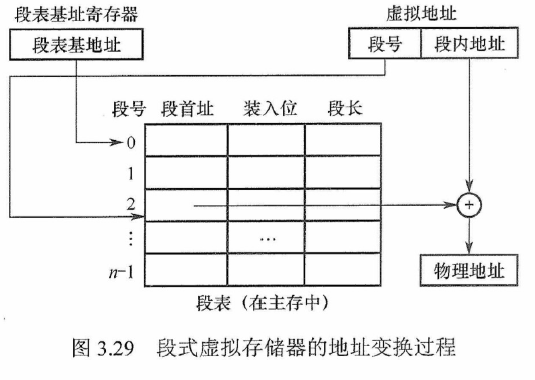 段表基址寄存器
虚拟地址
段表基地址
段号 段内地址
段号 段首址 装入位 段长
0
1
2
+
⋮ …
n-1
物理地址
段表（在主存中）
图 3.29 段式虚拟存储器的地址变换过程